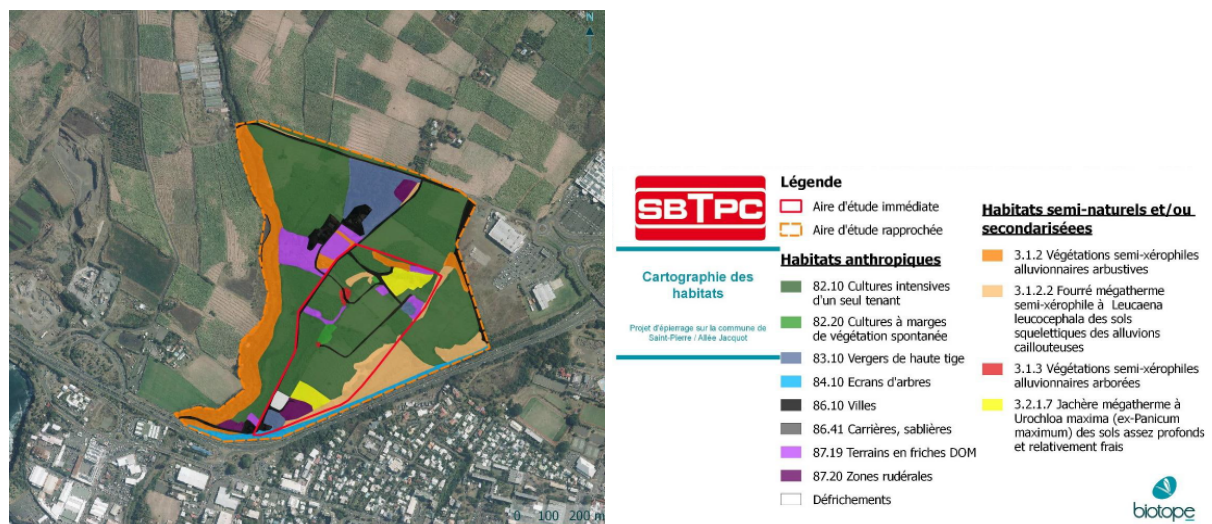 N
0 100 200 m
SBTPC
Cartographie des
habitats
Projet d'épierrage sur la commune de
Saint-Pierre / Allée Jacquot
Légende
Aire d'étude immédiate
Aire d'étude rapprochée
Habitats anthropiques
82.10 Cultures intensives
d'un seul tenant
82.20 Cultures à marges
de végétation spontanée
83.10 Vergers de haute tige
84.10 Ecrans d'arbres
86.10 Villes
86.41 Carrières, sablières
87.19 Terrains en friches DOM
87.20 Zones rudérales
Défrichements
Habitats semi-naturels et/ou
secondariséees
3.1.2 Végétations semi-xérophiles
alluvionnaires arbustives
3.1.2.2 Fourré mégatherme
semi-xérophile à Leucaena
leucocephala des sols
squelettiques des alluvions
caillouteuses
3.1.3 Végétations semi-xérophiles
alluvionnaires arborées
3.2.1.7 Jachère mégatherme à
Urochloa maxima (ex-Panicum
maximum) des sols assez profonds
et relativement frais
biotope